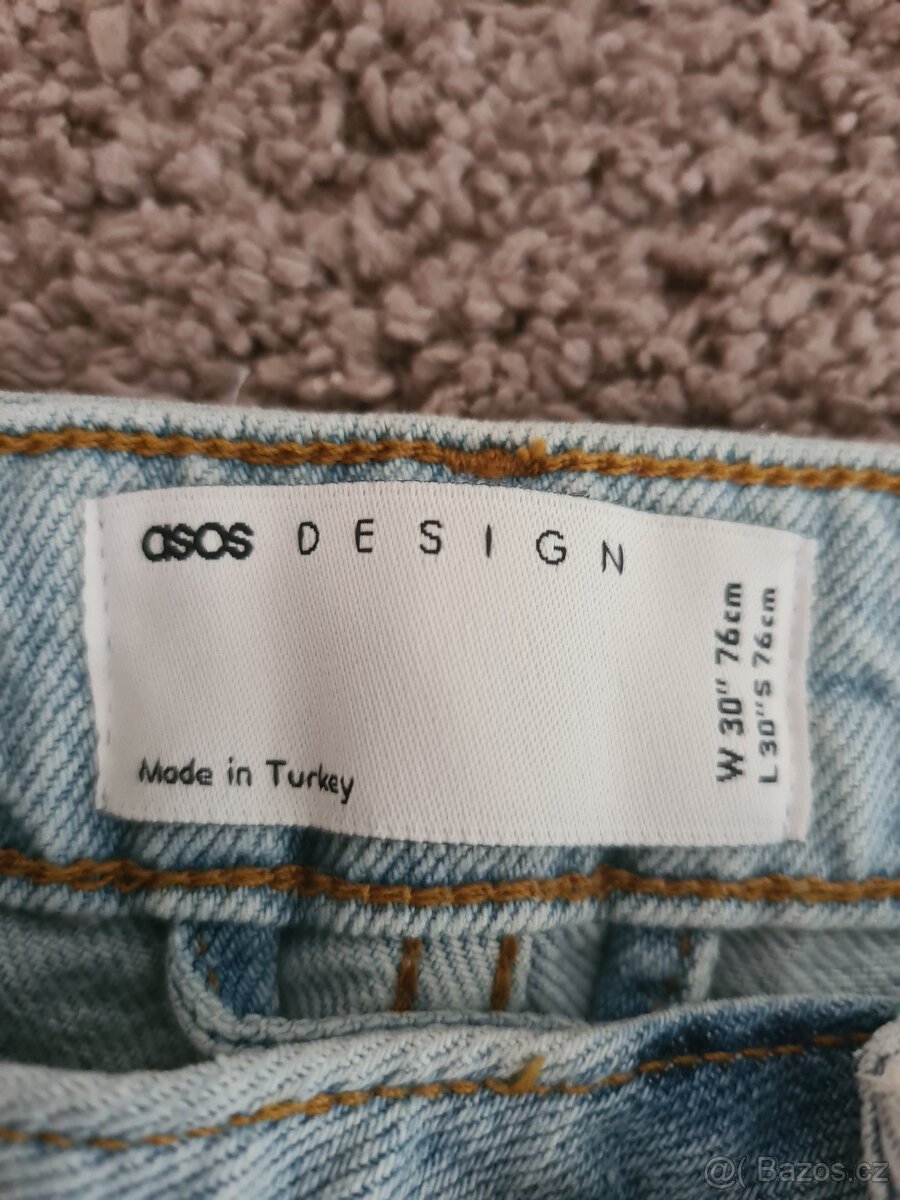 asos DESIGN
W 30" 76cm
L 30"S 76cm
Made in Turkey
@( Bazos.cz